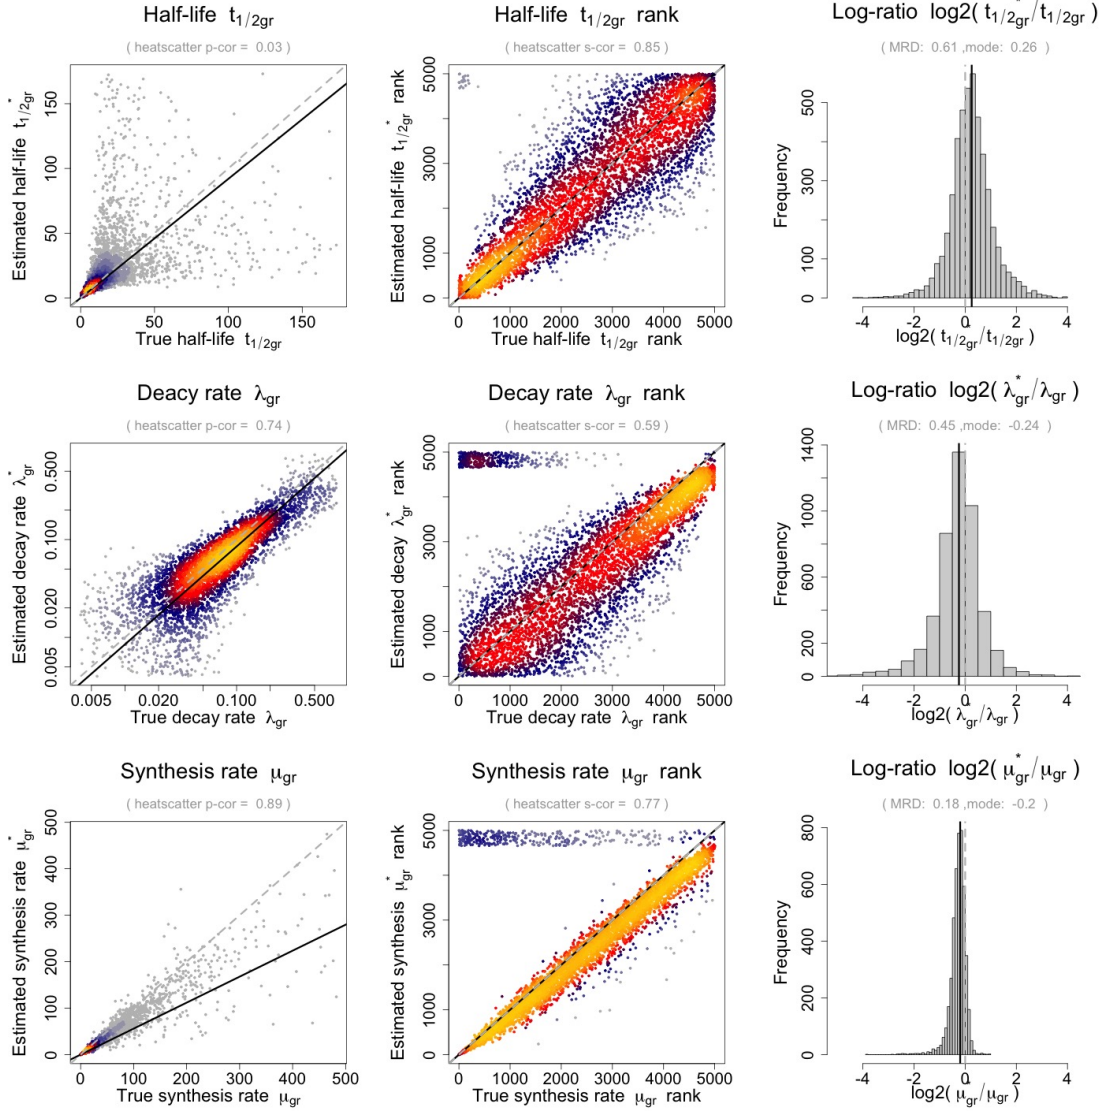 Half-life t1/2gr
( heatscatter p-cor = 0.03 )
Estimated half-life t*1/2gr
150
100
50
0
0 50 100 150
True half-life t1/2gr
Half-life t1/2gr rank
( heatscatter s-cor = 0.85 )
Estimated half-life t*1/2gr rank
5000
3000
1000
0
0 1000 2000 3000 4000 5000
True half-life t1/2gr rank
Log-ratio log2( t*1/2gr/t1/2gr )
( MRD: 0.61 ,mode: 0.26 )
Frequency
500
300
100
0
-4 -2 0 2 4
log2( t*1/2gr/t1/2gr )
Deacy rate λgr
( heatscatter p-cor = 0.74 )
Estimated decay rate λ*gr
0.500
0.100
0.020
0.005
0.005 0.020 0.100 0.500
True decay rate λgr
Decay rate λgr rank
( heatscatter s-cor = 0.59 )
Estimated decay λ*gr rank
5000
3000
1000
0
0 1000 2000 3000 4000 5000
True decay rate λgr rank
Log-ratio log2( λ*gr/λgr )
( MRD: 0.45 ,mode: -0.24 )
Frequency
1400
1000
600
200
0
-4 -2 0 2 4
log2( λ*gr/λgr )
Synthesis rate μgr
( heatscatter p-cor = 0.89 )
Estimated synthesis rate μ*gr
500
400
300
200
100
0
0 100 200 300 400 500
True synthesis rate μgr
Synthesis rate μgr rank
( heatscatter s-cor = 0.77 )
Estimated synthesis μ*gr rank
5000
3000
1000
0
0 1000 2000 3000 4000 5000
True synthesis rate μgr rank
Log-ratio log2( μ*gr/μgr )
( MRD: 0.18 ,mode: -0.2 )
Frequency
800
600
400
200
0
-4 -2 0 2 4
log2( μ*gr/μgr )